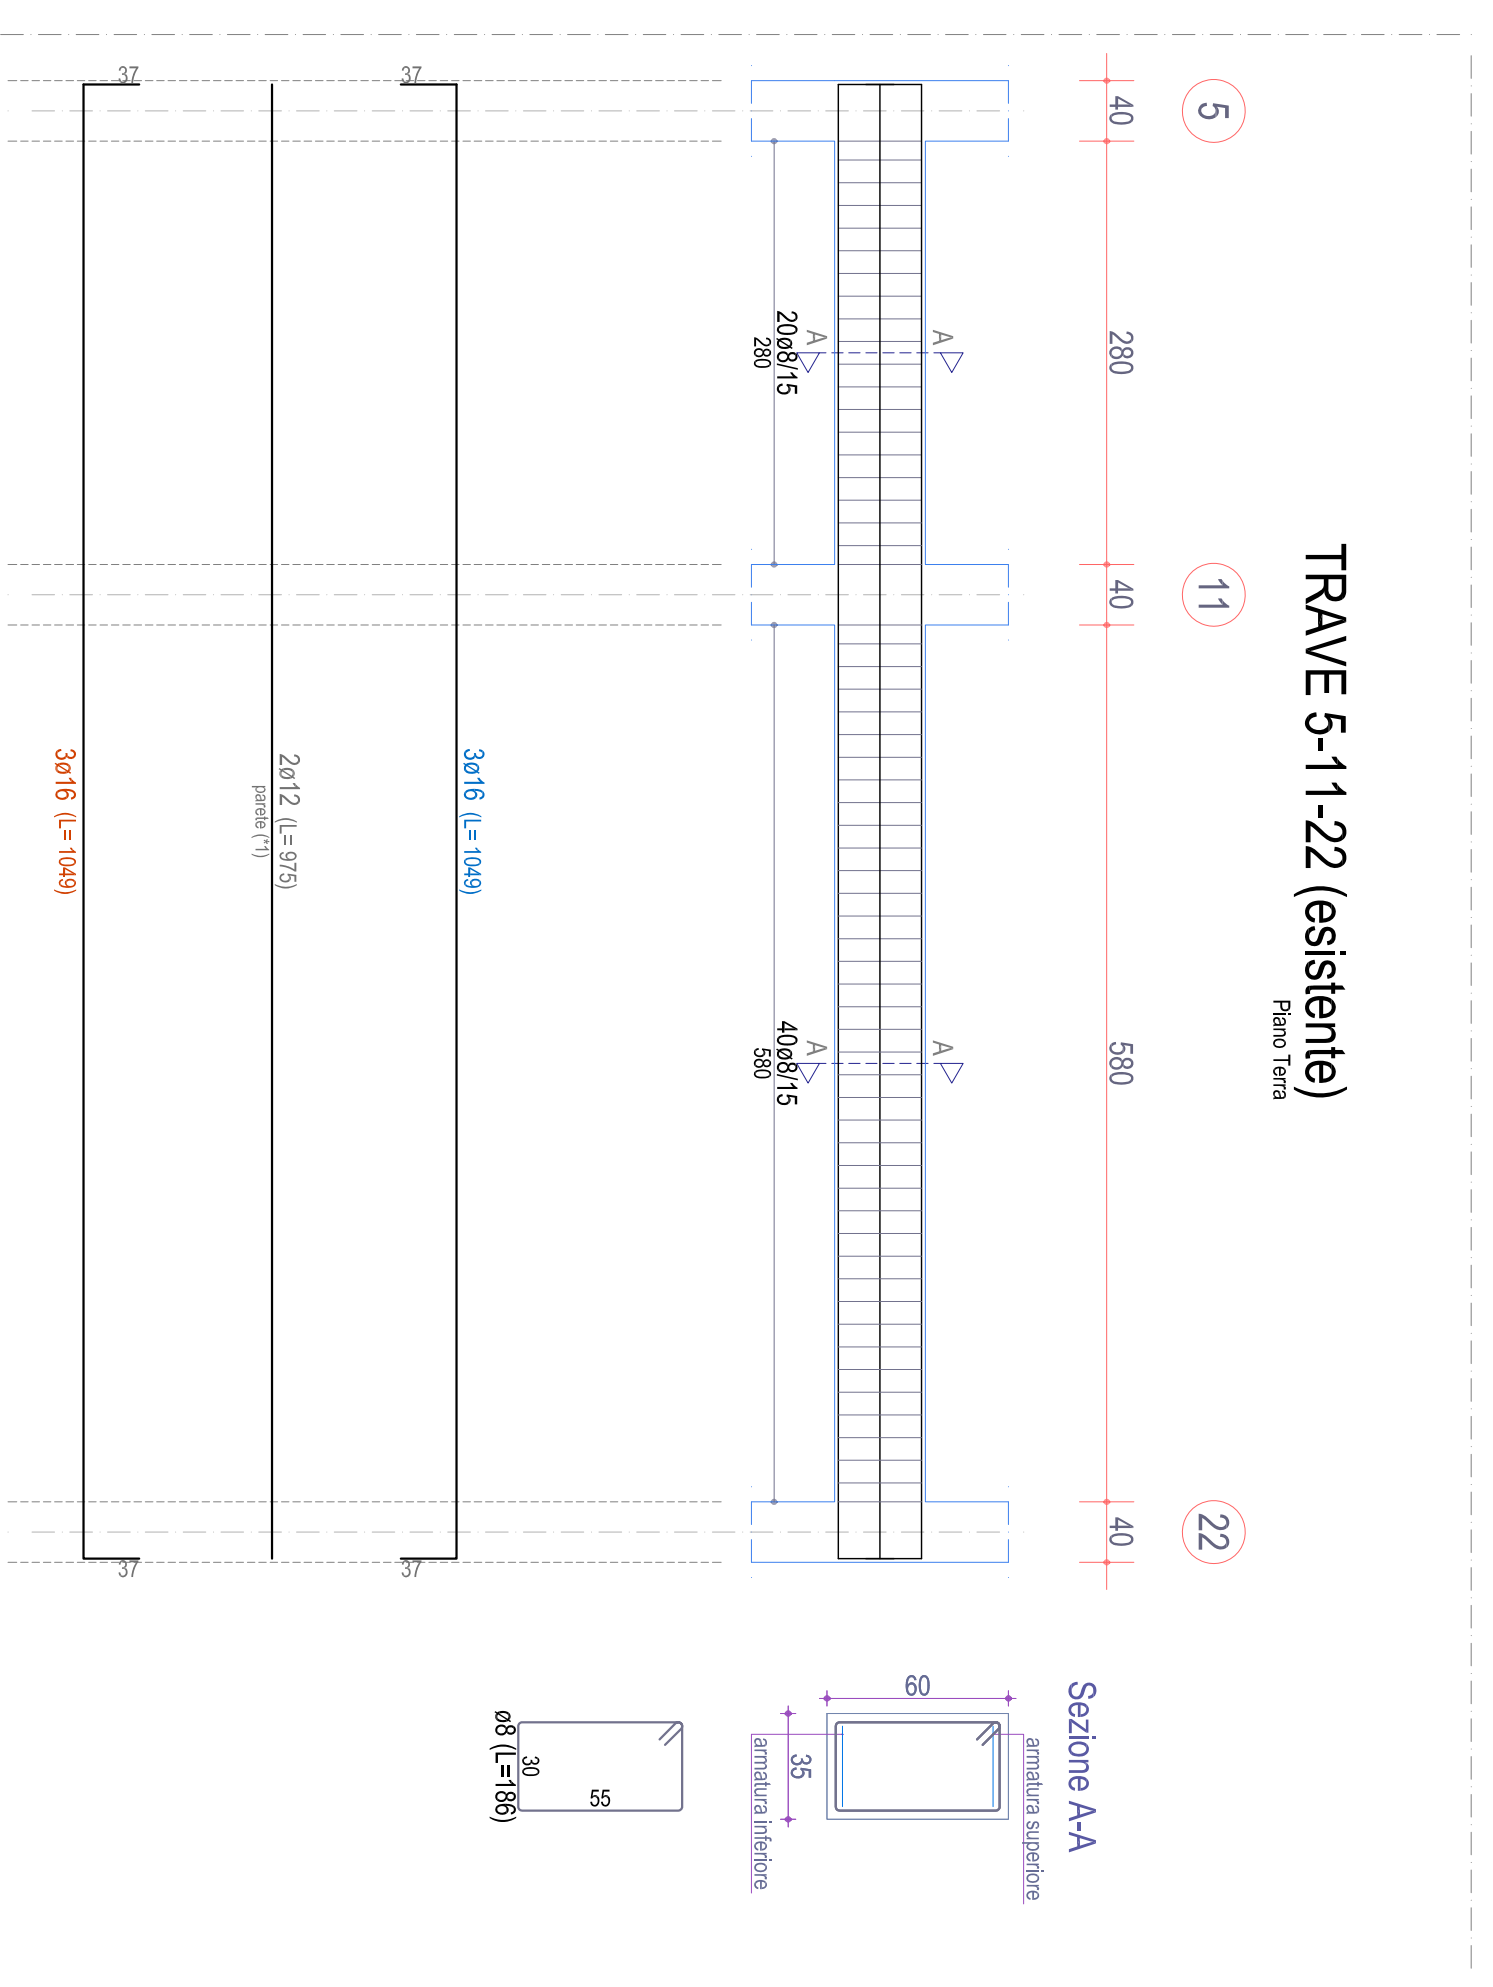 TRAVE 5-11-22 (esistente)
Piano Terra
5
11
22
40
280
40
580
40
A
A
A
A
20ø8/15
280
40ø8/15
580
37
3ø16 (L= 1049)
37
2ø12 (L= 975)
parete (*1)
37
3ø16 (L= 1049)
37
Sezione A-A
armatura superiore
60
35
armatura inferiore
55
30
ø8 (L=186)